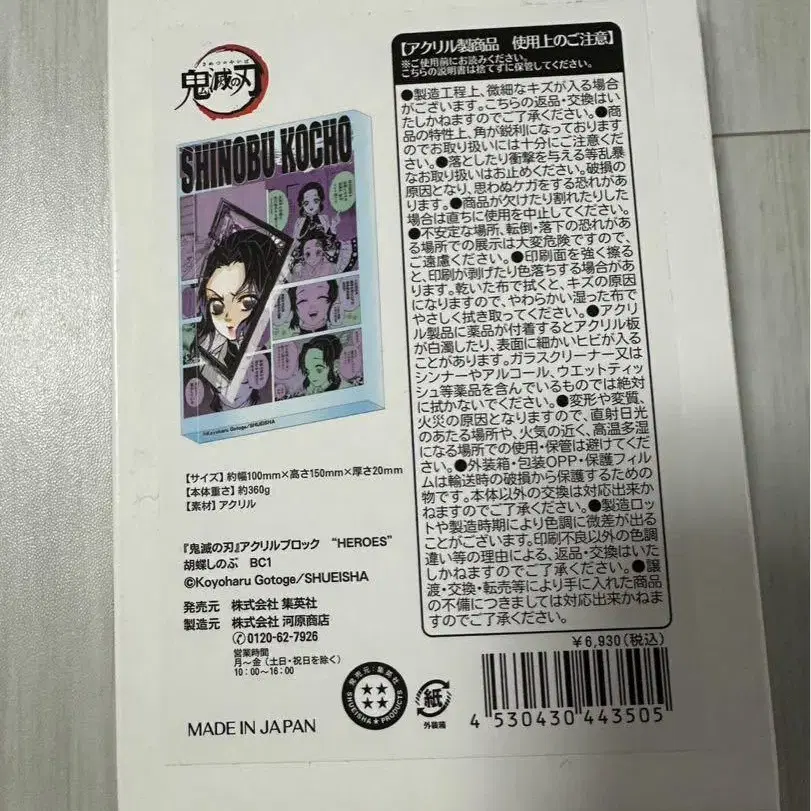 きめつのやいば
鬼滅の刃
SHINOBU KOCHO
©Koyoharu Gotoge/SHUEISHA
【サイズ】約幅100mm×高さ150mm×厚さ20mm
【本体重さ】約360g
【素材】アクリル
『鬼滅の刃』アクリルブロック “HEROES”
胡蝶しのぶ BC1
©Koyoharu Gotoge/SHUEISHA
発売元 株式会社 集英社
製造元 株式会社 河原商店
0120-62-7926
営業時間
月～金(土日・祝日を除く)
10:00～16:00
MADE IN JAPAN
【アクリル製商品 使用上のご注意】
※ご使用前にお読みください。
こちらの説明書は捨てずに保管してください。
●製造工程上、微細なキズが入る場合
がございます。こちらの返品・交換はい
たしかねますのでご了承ください。●商
品の特性上、角が鋭利になっております
のでお取り扱いには十分にご注意くだ
さい。●落としたり衝撃を与える等乱暴
なお取り扱いはお止めください。破損の
原因となり、思わぬケガをする恐れがあ
ります。●商品が欠けたり割れたりした
場合は直ちに使用を中止してください。
●不安定な場所、転倒・落下の恐れがあ
る場所での展示は大変危険ですので、
ご遠慮ください。●印刷面を強く擦る
と、印刷が剥げたり色落ちする場合があ
ります。乾いた布で拭くと、キズの原因
になりますので、やわらかい湿った布で
やさしく拭き取ってください。●アクリ
ル製品に薬品が付着するとアクリル板
が白濁したり、表面に細かいヒビが入る
ことがあります。ガラスクリーナー又は
シンナーやアルコール、ウエットティッ
シュ等薬品を含んでいるものでは絶対
に拭かないでください。●変形や変質、
火災の原因となりますので、直射日光
のあたる場所や、火気の近く、高温多湿
になる場所での使用・保管は避けてくだ
さい。●外装箱・包装OPP・保護フィル
ムは輸送時の破損から保護するための
物です。本体以外の交換は対応出来か
ねますのでご了承ください。●製造ロッ
トや製造時期により色調に微差が出る
ことがございます。印刷不良以外の色調
違い等の理由による、返品・交換はいた
しかねますのでご了承ください。●譲
渡・交換・転売等により手に入れた商品
の不備につきましては対応出来かねま
すのでご了承ください。
￥6,930(税込)
発売元:集英社
SHUEISHA★PRODUCTS
紙
外装箱
4 530430 443505